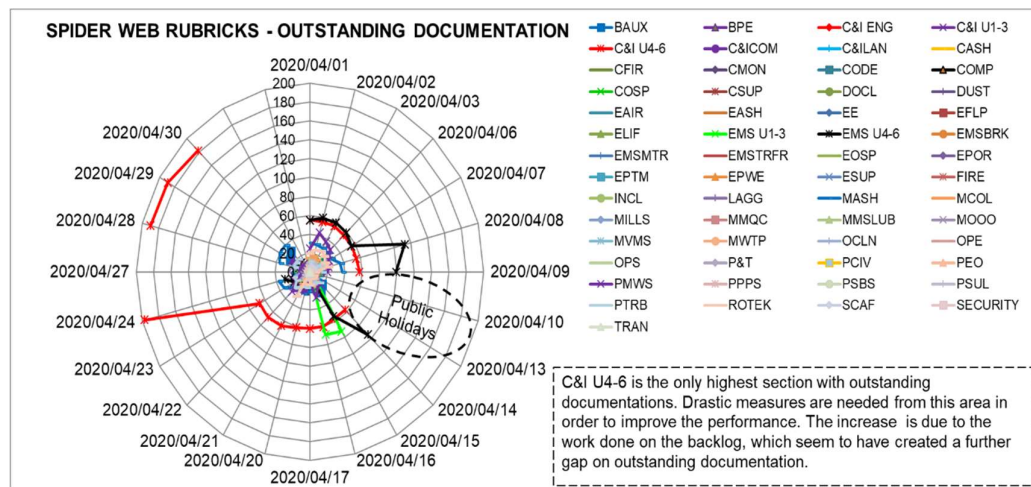 SPIDER WEB RUBRICKS - OUTSTANDING DOCUMENTATION
2020/04/01
2020/04/02
2020/04/03
2020/04/06
2020/04/07
2020/04/08
2020/04/09
2020/04/10
2020/04/13
2020/04/14
2020/04/15
2020/04/16
2020/04/17
2020/04/20
2020/04/21
2020/04/22
2020/04/23
2020/04/24
2020/04/27
2020/04/28
2020/04/29
2020/04/30
200
180
160
140
120
100
80
60
40
20
0
Public
Holidays
BAUX BPE C&I ENG C&I U1-3
C&I U4-6 C&ICOM C&ILAN CASH
CFIR CMON CODE COMP
COSP CSUP DOCL DUST
EAIR EASH EE EFLP
ELIF EMS U1-3 EMS U4-6 EMSBRK
EMSMTR EMSTRFR EOSP EPOR
EPTM EPWE ESUP FIRE
INCL LAGG MASH MCOL
MILLS MMQC MMSLUB MOOO
MVMS MWTP OCLN OPE
OPS P&T PCIV PEO
PMWS PPPS PSBS PSUL
PTRB ROTEK SCAF SECURITY
TRAN
C&I U4-6 is the only highest section with outstanding
documentations. Drastic measures are needed from this area in
order to improve the performance. The increase is due to the
work done on the backlog, which seem to have created a further
gap on outstanding documentation.